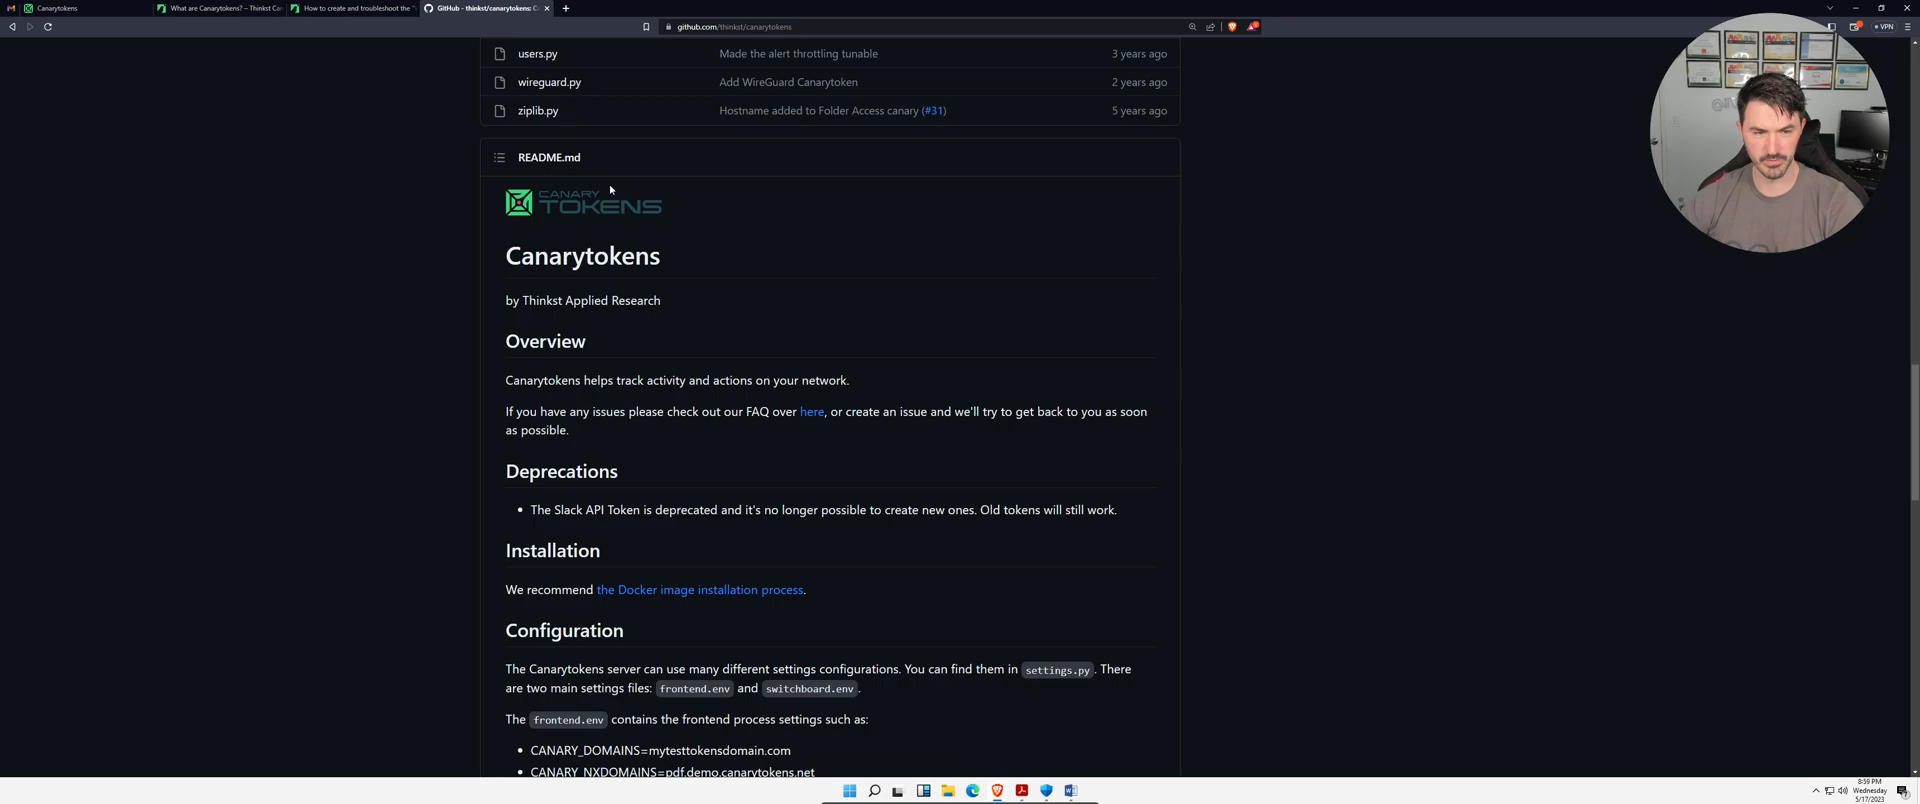 Canarytokens
What are Canarytokens? – Thinkst Can
How to create and troubleshoot the "
GitHub - thinkst/canarytokens: C
github.com/thinkst/canarytokens
VPN
users.py Made the alert throttling tunable 3 years ago
wireguard.py Add WireGuard Canarytoken 2 years ago
ziplib.py Hostname added to Folder Access canary (#31) 5 years ago
README.md
CANARY
TOKENS
Canarytokens
by Thinkst Applied Research
Overview
Canarytokens helps track activity and actions on your network.
If you have any issues please check out our FAQ over here, or create an issue and we'll try to get back to you as soon
as possible.
Deprecations
• The Slack API Token is deprecated and it's no longer possible to create new ones. Old tokens will still work.
Installation
We recommend the Docker image installation process.
Configuration
The Canarytokens server can use many different settings configurations. You can find them in settings.py. There
are two main settings files: frontend.env and switchboard.env.
The frontend.env contains the frontend process settings such as:
• CANARY_DOMAINS=mytesttokensdomain.com
• CANARY_NXDOMAINS=pdf.demo.canarytokens.net
8:59 PM
Wednesday
5/17/2023